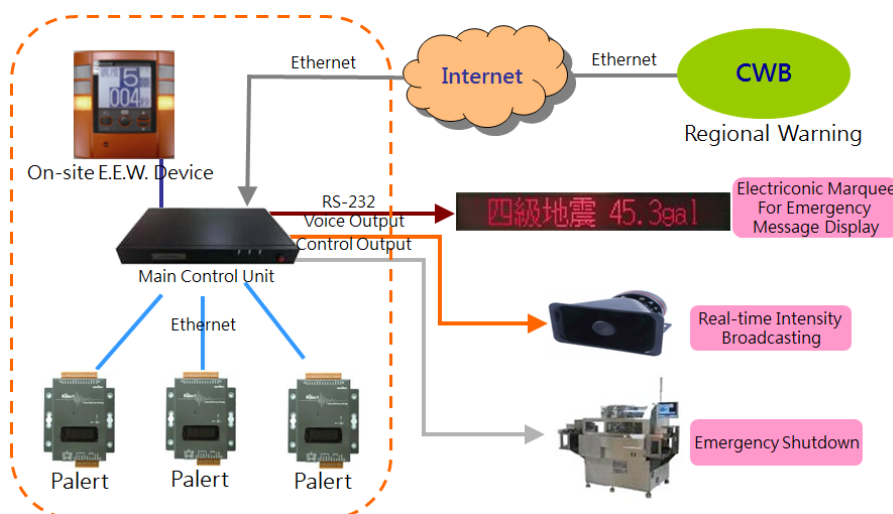 Ethernet
Internet
Ethernet
CWB
Regional Warning
5
004
On-site E.E.W. Device
RS-232
Voice Output
Control Output
四級地震 45.3gal
Electriconic Marquee
For Emergency
Message Display
Main Control Unit
Ethernet
Real-time Intensity
Broadcasting
Emergency Shutdown
Palert
Palert
Palert